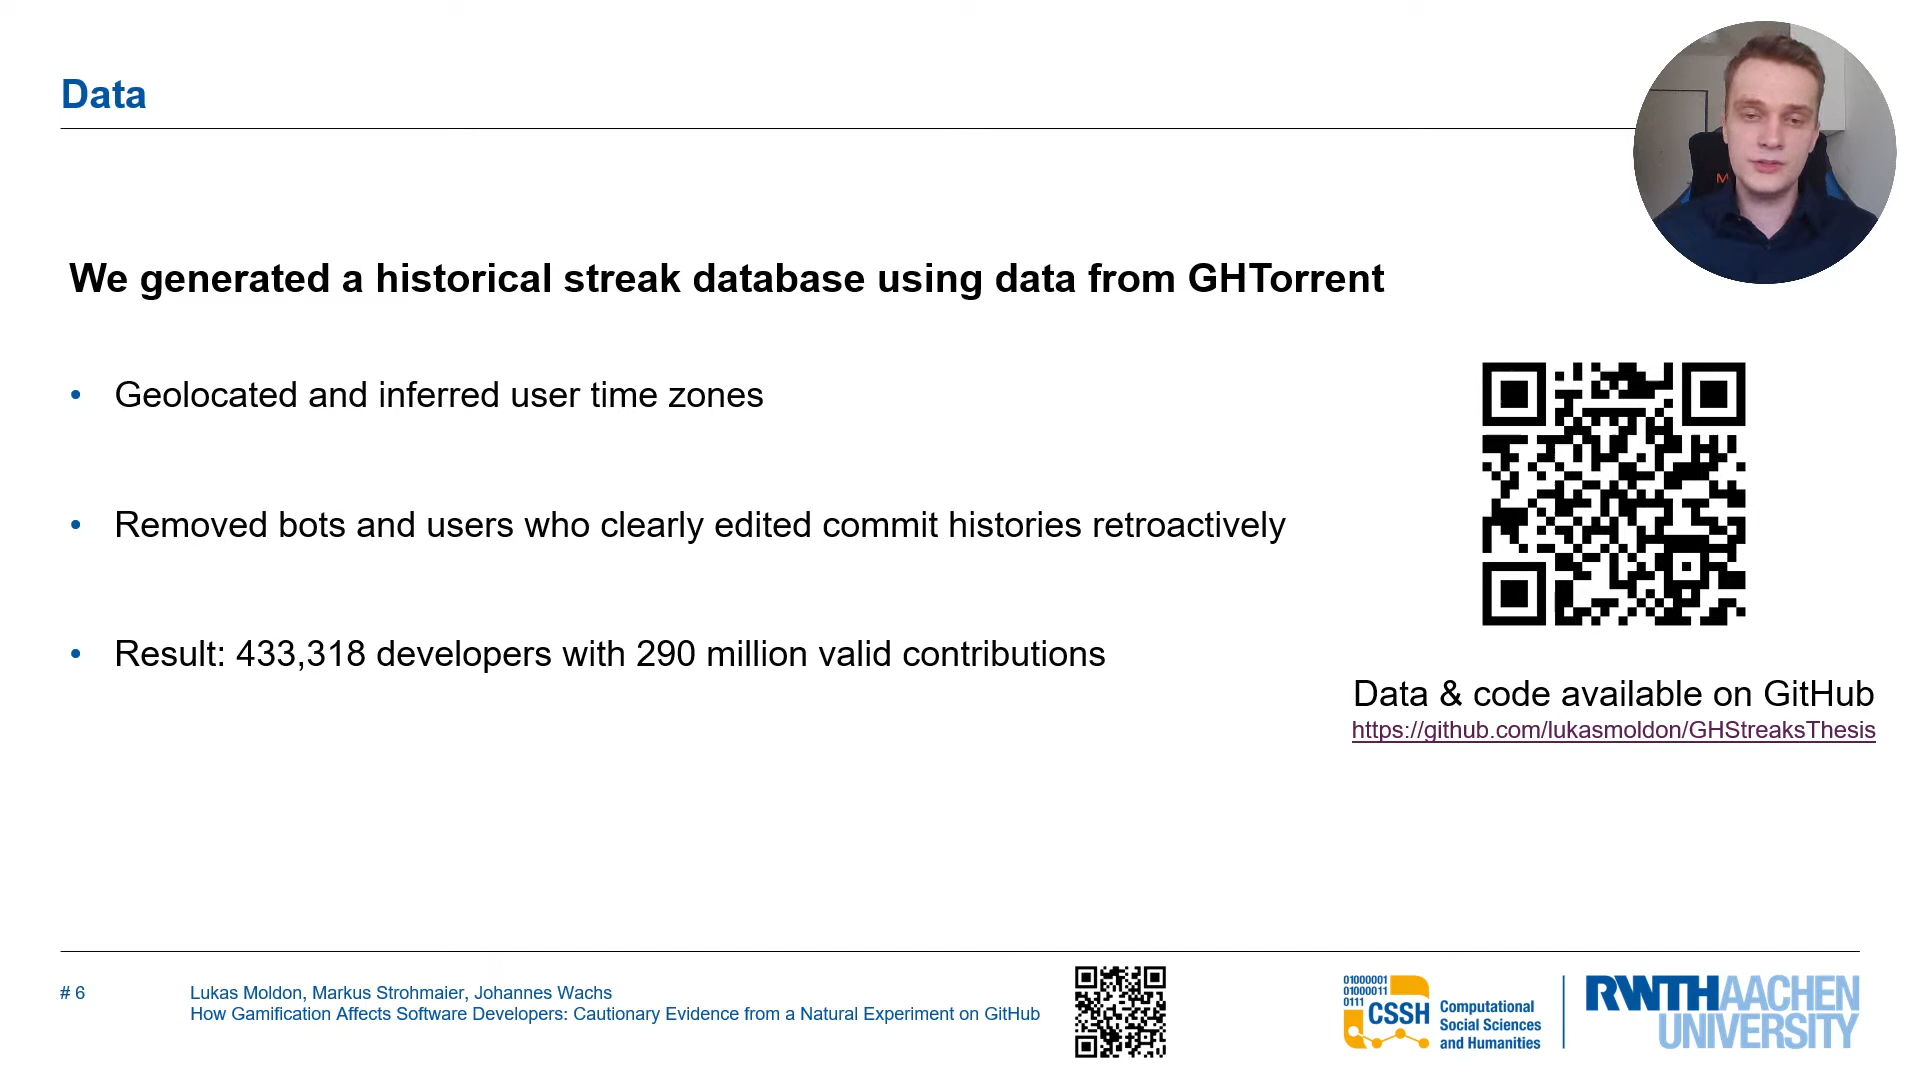 Data
We generated a historical streak database using data from GHTorrent
• Geolocated and inferred user time zones
• Removed bots and users who clearly edited commit histories retroactively
• Result: 433,318 developers with 290 million valid contributions
Data & code available on GitHub
https://github.com/lukasmoldon/GHStreaksThesis
# 6
Lukas Moldon, Markus Strohmaier, Johannes Wachs
How Gamification Affects Software Developers: Cautionary Evidence from a Natural Experiment on GitHub
01000001
01000011
0111
CSSH
Computational
Social Sciences
and Humanities
RWTH AACHEN
UNIVERSITY